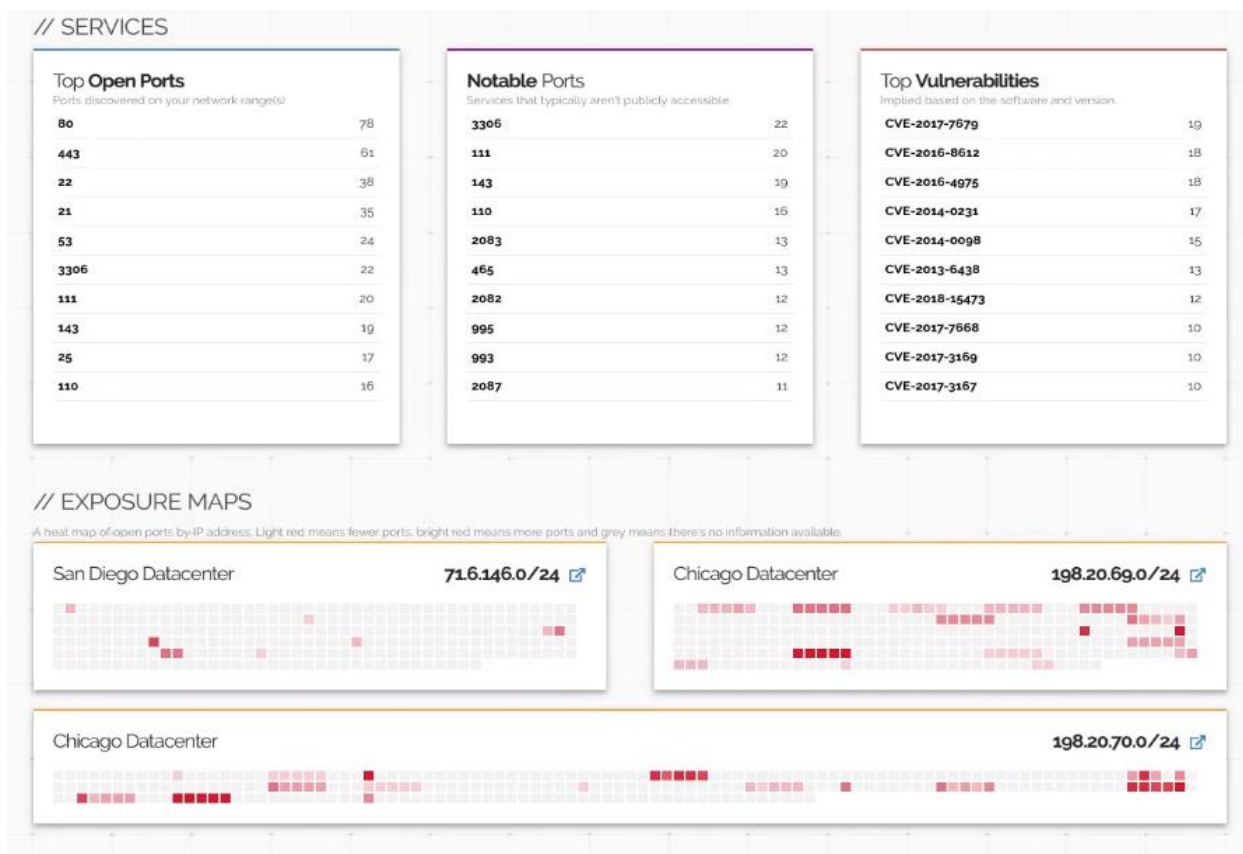 // SERVICES
Top Open Ports
Ports discovered on your network range(s).
80 78
443 61
22 38
21 35
53 24
3306 22
111 20
143 19
25 17
110 16
Notable Ports
Services that typically aren't publicly accessible.
3306 22
111 20
143 19
110 16
2083 13
465 13
2082 12
995 12
993 12
2087 11
Top Vulnerabilities
Implied based on the software and version.
CVE-2017-7679 19
CVE-2016-8612 18
CVE-2016-4975 18
CVE-2014-0231 17
CVE-2014-0098 15
CVE-2013-6438 13
CVE-2018-15473 12
CVE-2017-7668 10
CVE-2017-3169 10
CVE-2017-3167 10
// EXPOSURE MAPS
A heat map of open ports by IP address. Light red means fewer ports, bright red means more ports and grey means there's no information available.
San Diego Datacenter 71.6.146.0/24
Chicago Datacenter 198.20.69.0/24
Chicago Datacenter 198.20.70.0/24